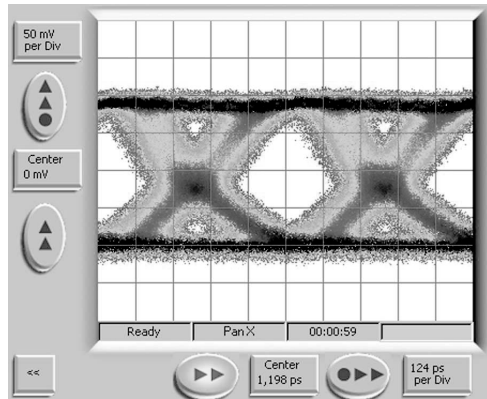 50 mV
per Div
Center
0 mV
Ready
Pan X
00:00:59
<<
Center
1,198 ps
124 ps
per Div